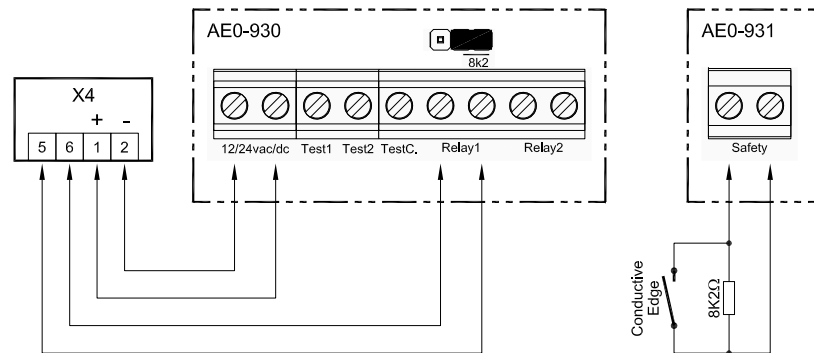 AE0-930
8k2
12/24vac/dc Test1 Test2 TestC. Relay1 Relay2
X4
+ -
5 6 1 2
AE0-931
Safety
Conductive
Edge
8K2Ω